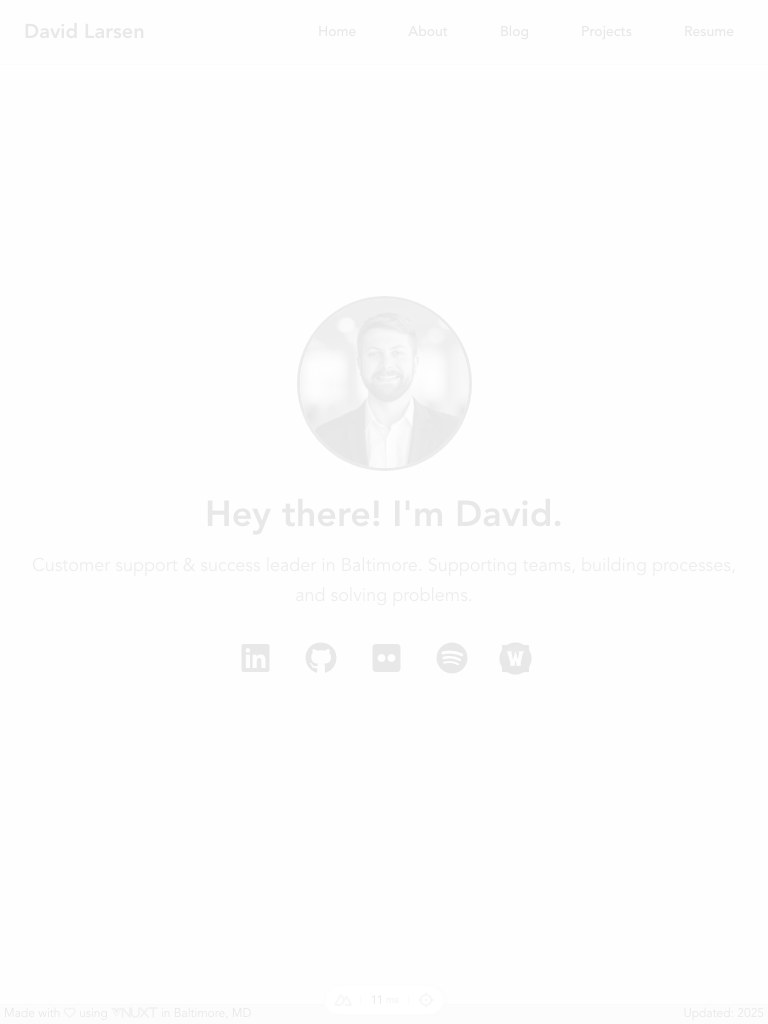 David Larsen
Home About Blog Projects Resume
Hey there! I'm David.
Customer support & success leader in Baltimore. Supporting teams, building processes,
and solving problems.
in
W
11 ms
Made with ♡ using NUXT in Baltimore, MD
Updated: 2025